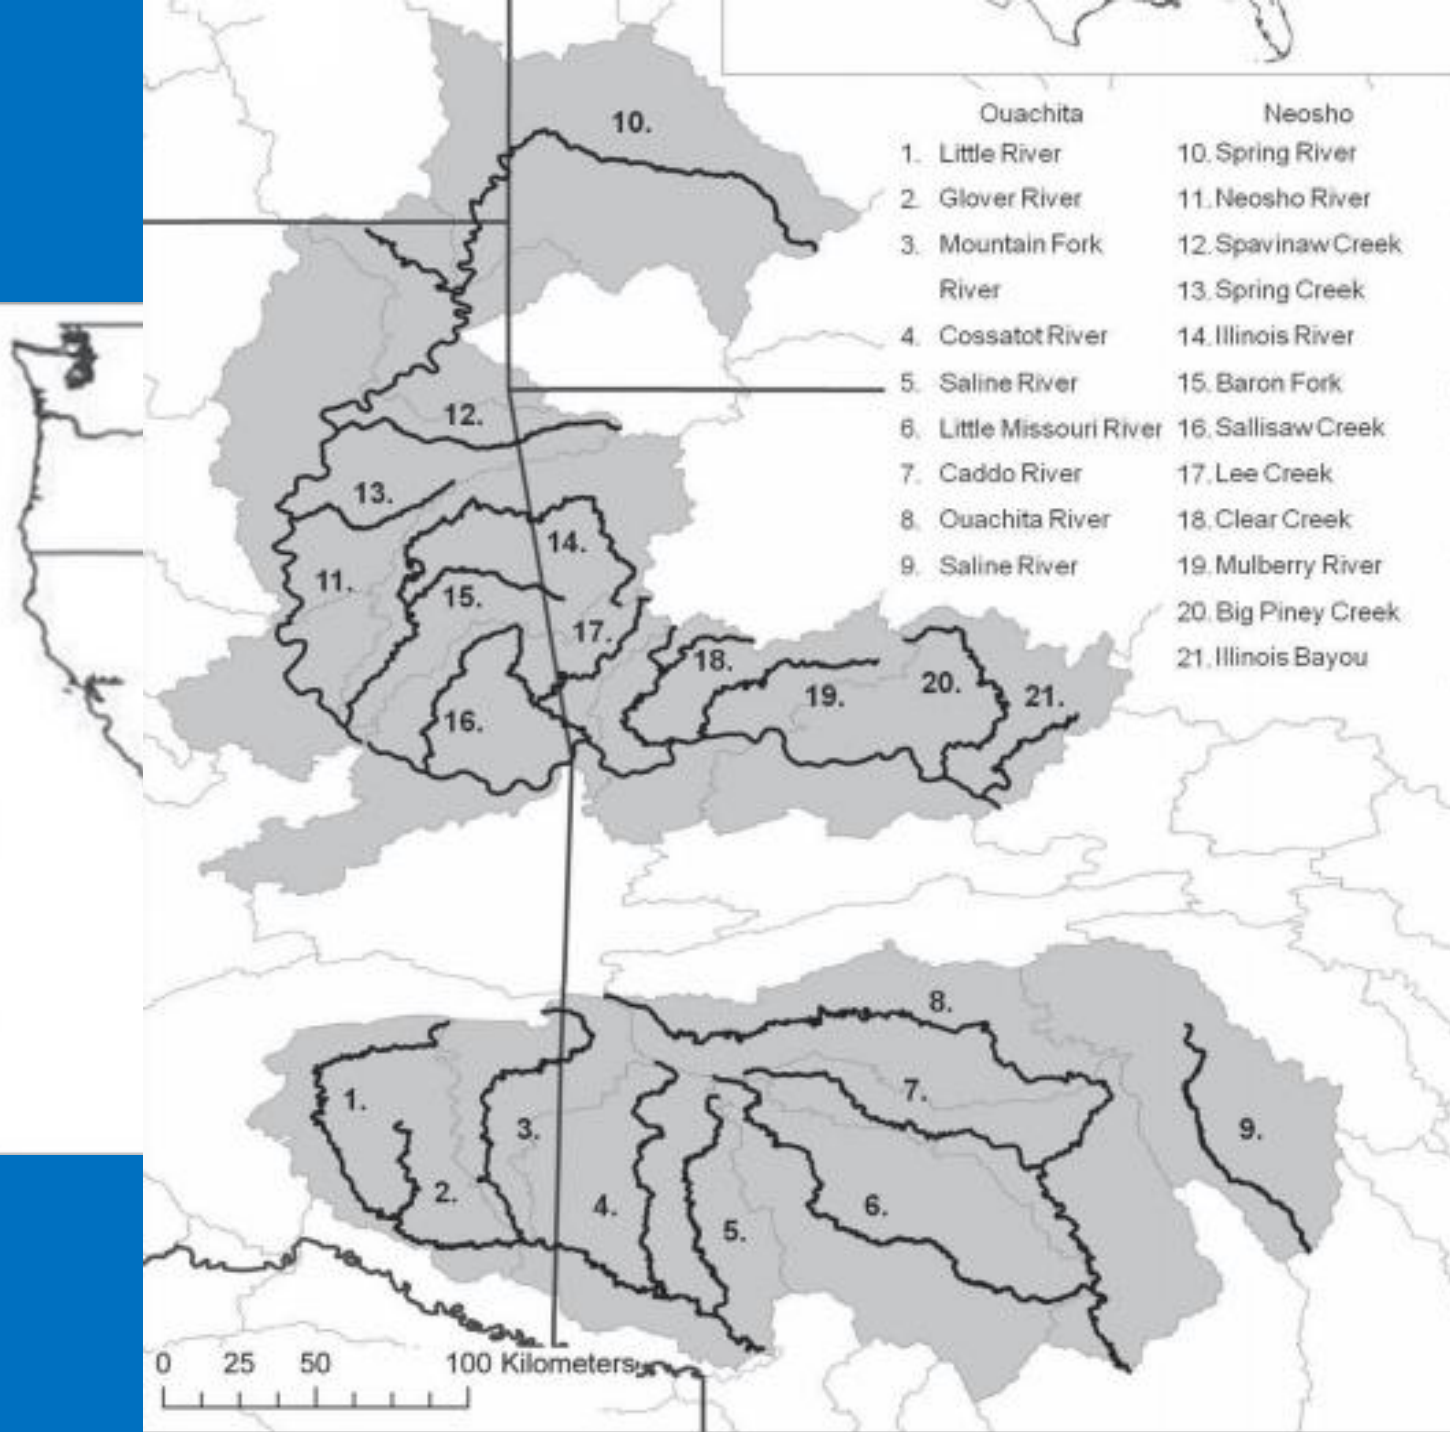 Ouachita Neosho
1. Little River 10. Spring River
2. Glover River 11. Neosho River
3. Mountain Fork 12. Spavinaw Creek
River 13. Spring Creek
4. Cossatot River 14. Illinois River
5. Saline River 15. Baron Fork
6. Little Missouri River 16. Sallisaw Creek
7. Caddo River 17. Lee Creek
8. Ouachita River 18. Clear Creek
9. Saline River 19. Mulberry River
20. Big Piney Creek
21. Illinois Bayou
10.
12.
13.
14.
11.
15.
17.
18.
19.
20.
21.
16.
8.
1.
7.
3.
9.
2.
4.
6.
5.
0 25 50 100 Kilometers